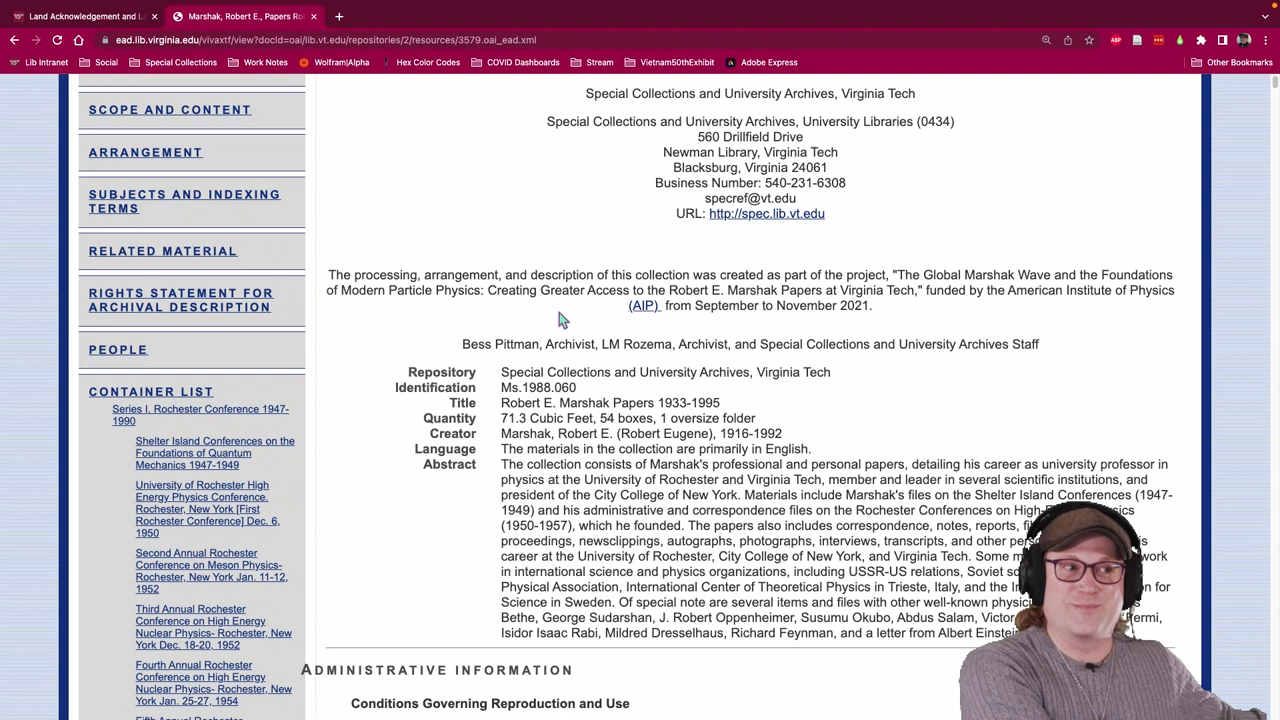 Land Acknowledgement and La
Marshak, Robert E., Papers Ro
ead.lib.virginia.edu/vivaxtf/view?docId=oai/lib.vt.edu/repositories/2/resources/3579.oai_ead.xml
Lib Intranet Social Special Collections Work Notes Wolfram|Alpha Hex Color Codes COVID Dashboards Stream Vietnam50thExhibit Adobe Express Other Bookmarks
SCOPE AND CONTENT
ARRANGEMENT
SUBJECTS AND INDEXING
TERMS
RELATED MATERIAL
RIGHTS STATEMENT FOR
ARCHIVAL DESCRIPTION
PEOPLE
CONTAINER LIST
Series I. Rochester Conference 1947-
1990
Shelter Island Conferences on the
Foundations of Quantum
Mechanics 1947-1949
University of Rochester High
Energy Physics Conference.
Rochester, New York [First
Rochester Conference] Dec. 6,
1950
Second Annual Rochester
Conference on Meson Physics-
Rochester, New York Jan. 11-12,
1952
Third Annual Rochester
Conference on High Energy
Nuclear Physics- Rochester, New
York Dec. 18-20, 1952
Fourth Annual Rochester
Conference on High Energy
Nuclear Physics- Rochester, New
York Jan. 25-27, 1954
Fifth Annual Rochester
Special Collections and University Archives, Virginia Tech
Special Collections and University Archives, University Libraries (0434)
560 Drillfield Drive
Newman Library, Virginia Tech
Blacksburg, Virginia 24061
Business Number: 540-231-6308
specref@vt.edu
URL: http://spec.lib.vt.edu
The processing, arrangement, and description of this collection was created as part of the project, "The Global Marshak Wave and the Foundations
of Modern Particle Physics: Creating Greater Access to the Robert E. Marshak Papers at Virginia Tech," funded by the American Institute of Physics
(AIP) from September to November 2021.
Bess Pittman, Archivist, LM Rozema, Archivist, and Special Collections and University Archives Staff
Repository Special Collections and University Archives, Virginia Tech
Identification Ms.1988.060
Title Robert E. Marshak Papers 1933-1995
Quantity 71.3 Cubic Feet, 54 boxes, 1 oversize folder
Creator Marshak, Robert E. (Robert Eugene), 1916-1992
Language The materials in the collection are primarily in English.
Abstract The collection consists of Marshak's professional and personal papers, detailing his career as university professor in
physics at the University of Rochester and Virginia Tech, member and leader in several scientific institutions, and
president of the City College of New York. Materials include Marshak's files on the Shelter Island Conferences (1947-
1949) and his administrative and correspondence files on the Rochester Conferences on High-
(1950-1957), which he founded. The papers also includes correspondence, notes, reports,
proceedings, newsclippings, autographs, photographs, interviews, transcripts, and other
career at the University of Rochester, City College of New York, and Virginia Tech. Some
in international science and physics organizations, including USSR-US relations, Soviet
Physical Association, International Center of Theoretical Physics in Trieste, Italy, and the for
Science in Sweden. Of special note are several items and files with other well-known
Bethe, George Sudarshan, J. Robert Oppenheimer, Susumu Okubo, Abdus Salam,
Isidor Isaac Rabi, Mildred Dresselhaus, Richard Feynman, and a letter from Albert
ADMINISTRATIVE INFORMATION
Conditions Governing Reproduction and Use